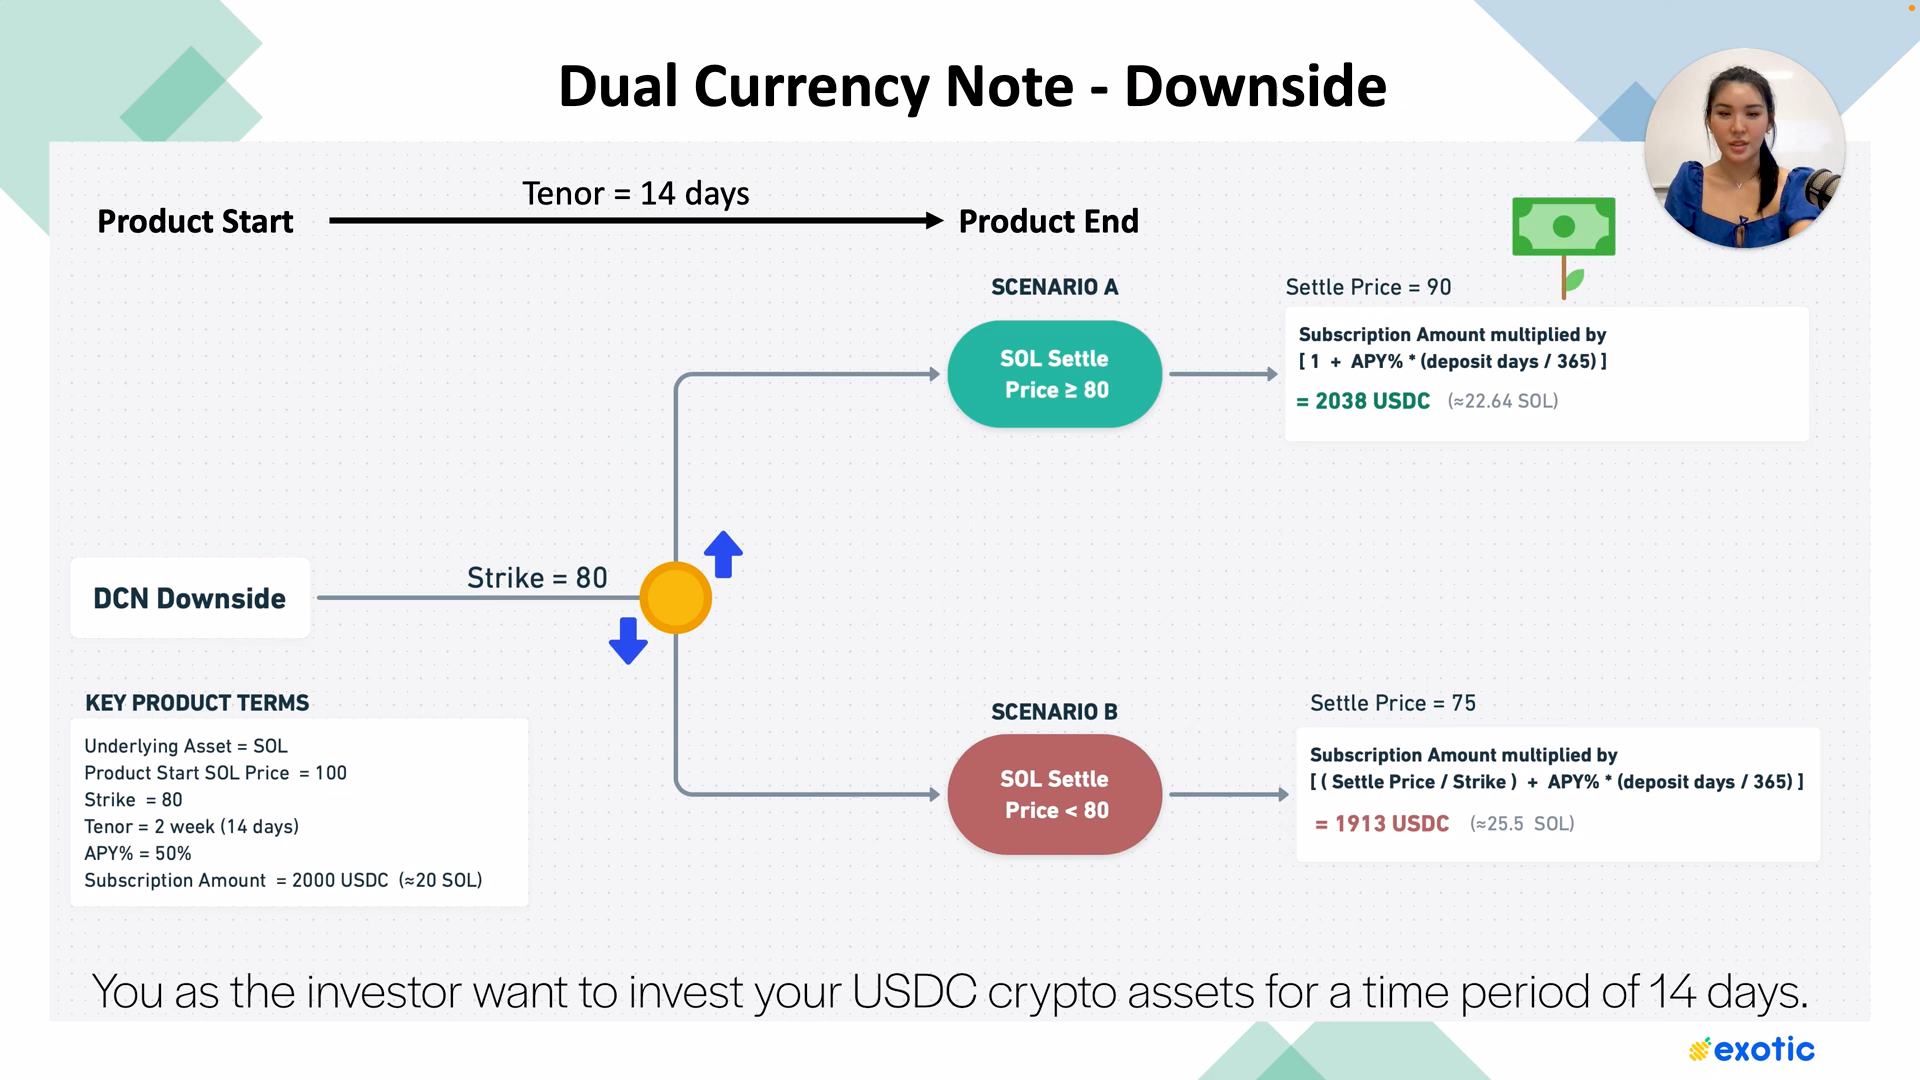 Dual Currency Note - Downside
Tenor = 14 days
Product Start
Product End
SCENARIO A
SOL Settle
Price ≥ 80
Settle Price = 90
Subscription Amount multiplied by
[ 1 + APY% * (deposit days / 365) ]
= 2038 USDC (≈22.64 SOL)
DCN Downside
Strike = 80
KEY PRODUCT TERMS
Underlying Asset = SOL
Product Start SOL Price = 100
Strike = 80
Tenor = 2 week (14 days)
APY% = 50%
Subscription Amount = 2000 USDC (≈20 SOL)
SCENARIO B
SOL Settle
Price < 80
Settle Price = 75
Subscription Amount multiplied by
[ ( Settle Price / Strike ) + APY% * (deposit days / 365) ]
= 1913 USDC (≈25.5 SOL)
You as the investor want to invest your USDC crypto assets for a time period of 14 days.
exotic